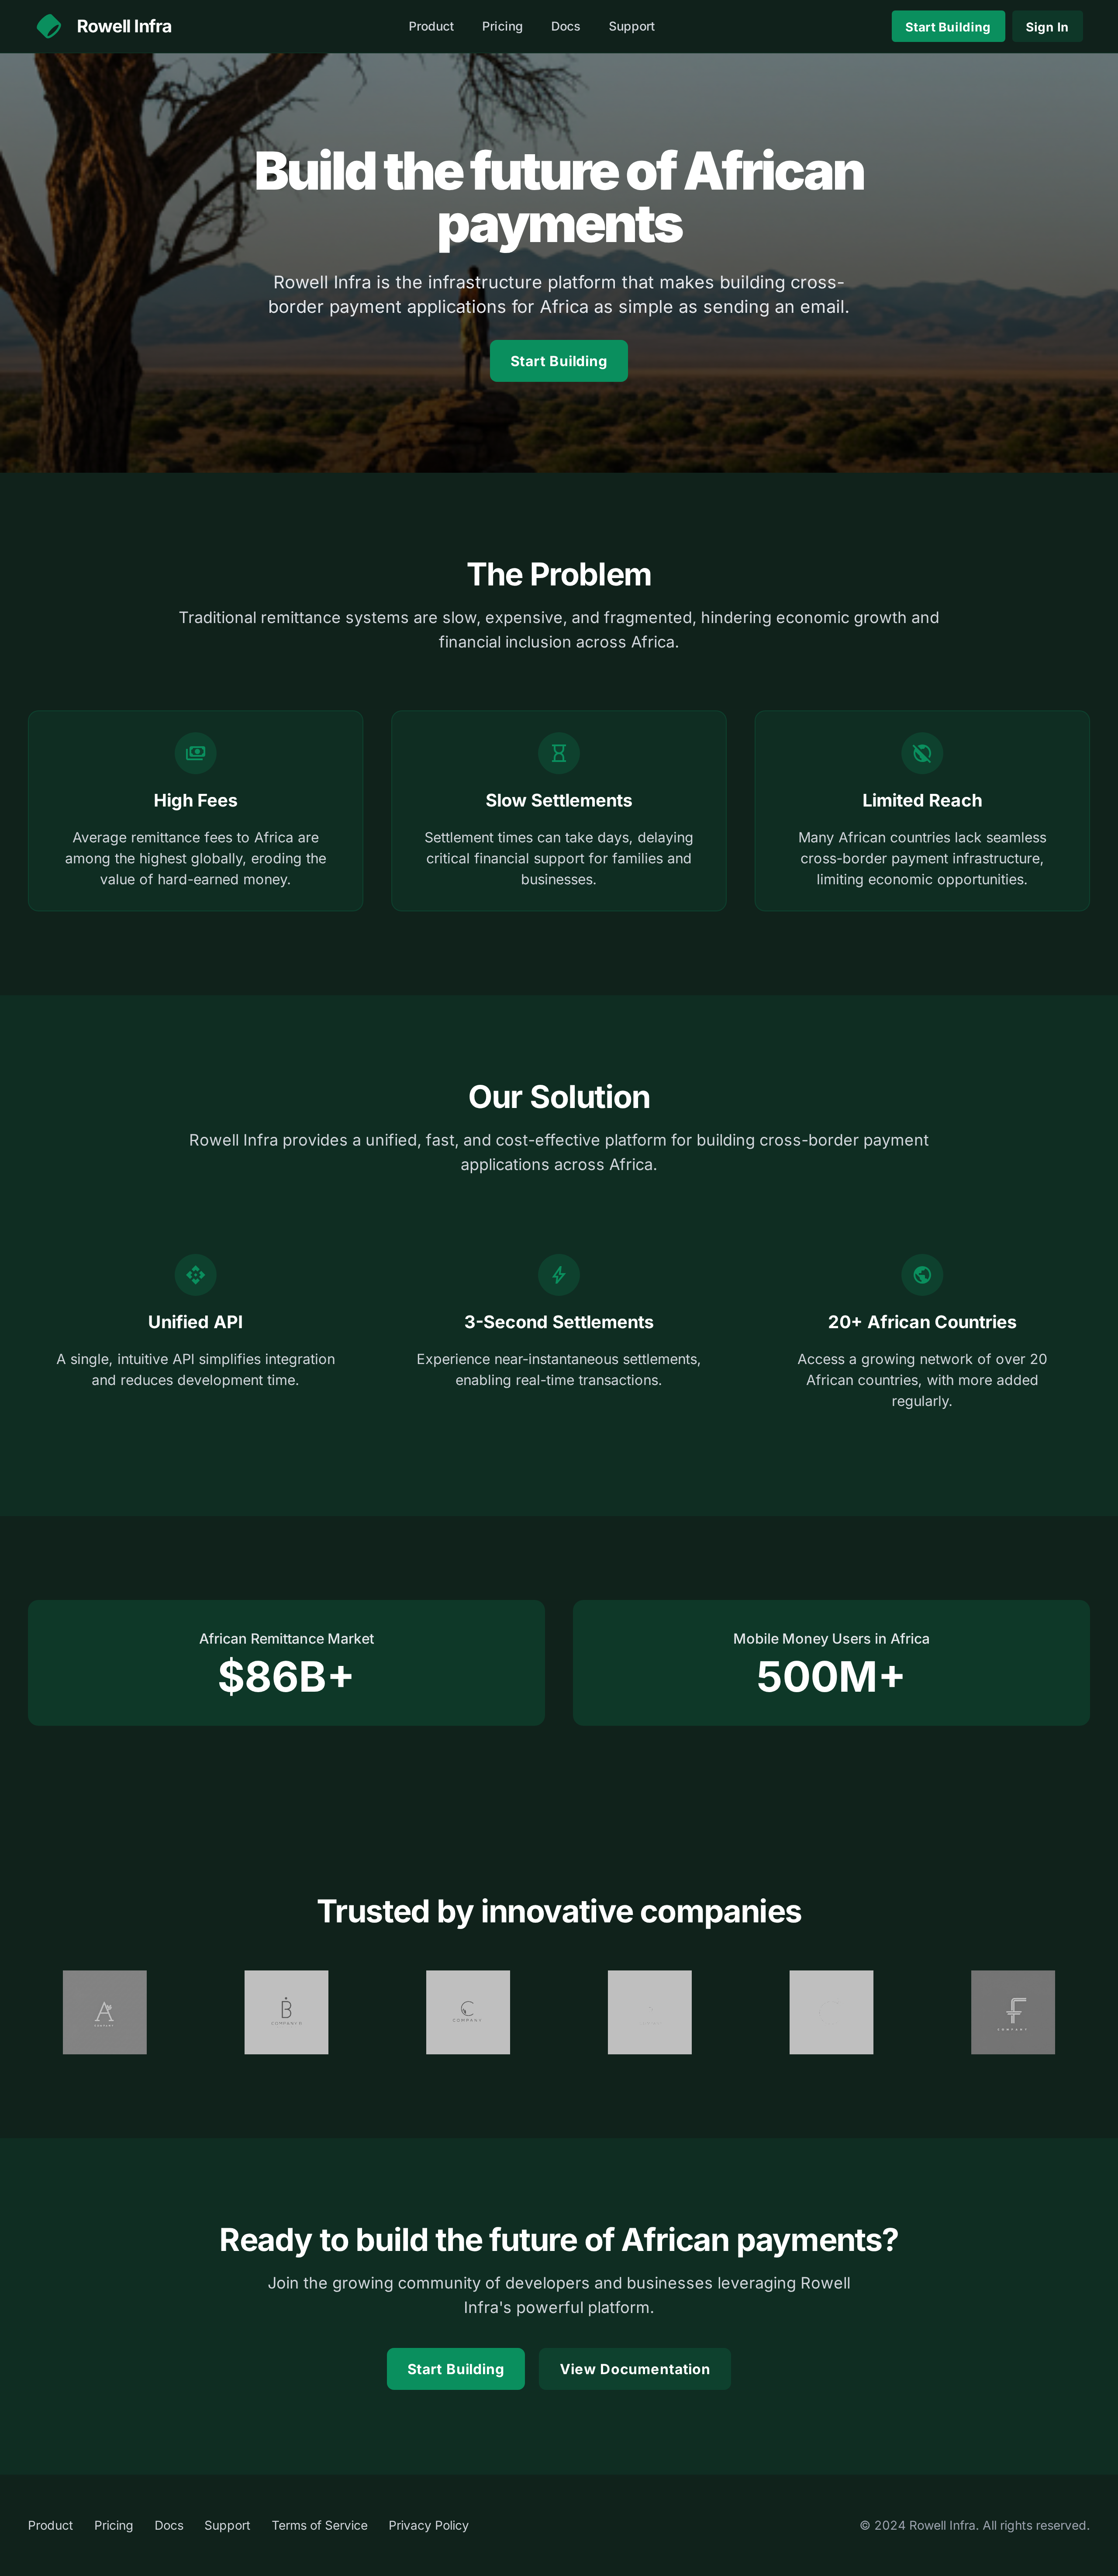 Rowell Infra
Product
Pricing
Docs
Support
Start Building
Sign In
Build the future of African
payments
Rowell Infra is the infrastructure platform that makes building cross-
border payment applications for Africa as simple as sending an email.
Start Building
The Problem
Traditional remittance systems are slow, expensive, and fragmented, hindering economic growth and
financial inclusion across Africa.
High Fees
Average remittance fees to Africa are
among the highest globally, eroding the
value of hard-earned money.
Slow Settlements
Settlement times can take days, delaying
critical financial support for families and
businesses.
Limited Reach
Many African countries lack seamless
cross-border payment infrastructure,
limiting economic opportunities.
Our Solution
Rowell Infra provides a unified, fast, and cost-effective platform for building cross-border payment
applications across Africa.
Unified API
A single, intuitive API simplifies integration
and reduces development time.
3-Second Settlements
Experience near-instantaneous settlements,
enabling real-time transactions.
20+ African Countries
Access a growing network of over 20
African countries, with more added
regularly.
African Remittance Market
$86B+
Mobile Money Users in Africa
500M+
Trusted by innovative companies
A
B
C
COMPANY
F
COMPANY
Ready to build the future of African payments?
Join the growing community of developers and businesses leveraging Rowell
Infra's powerful platform.
Start Building
View Documentation
Product
Pricing
Docs
Support
Terms of Service
Privacy Policy
© 2024 Rowell Infra. All rights reserved.